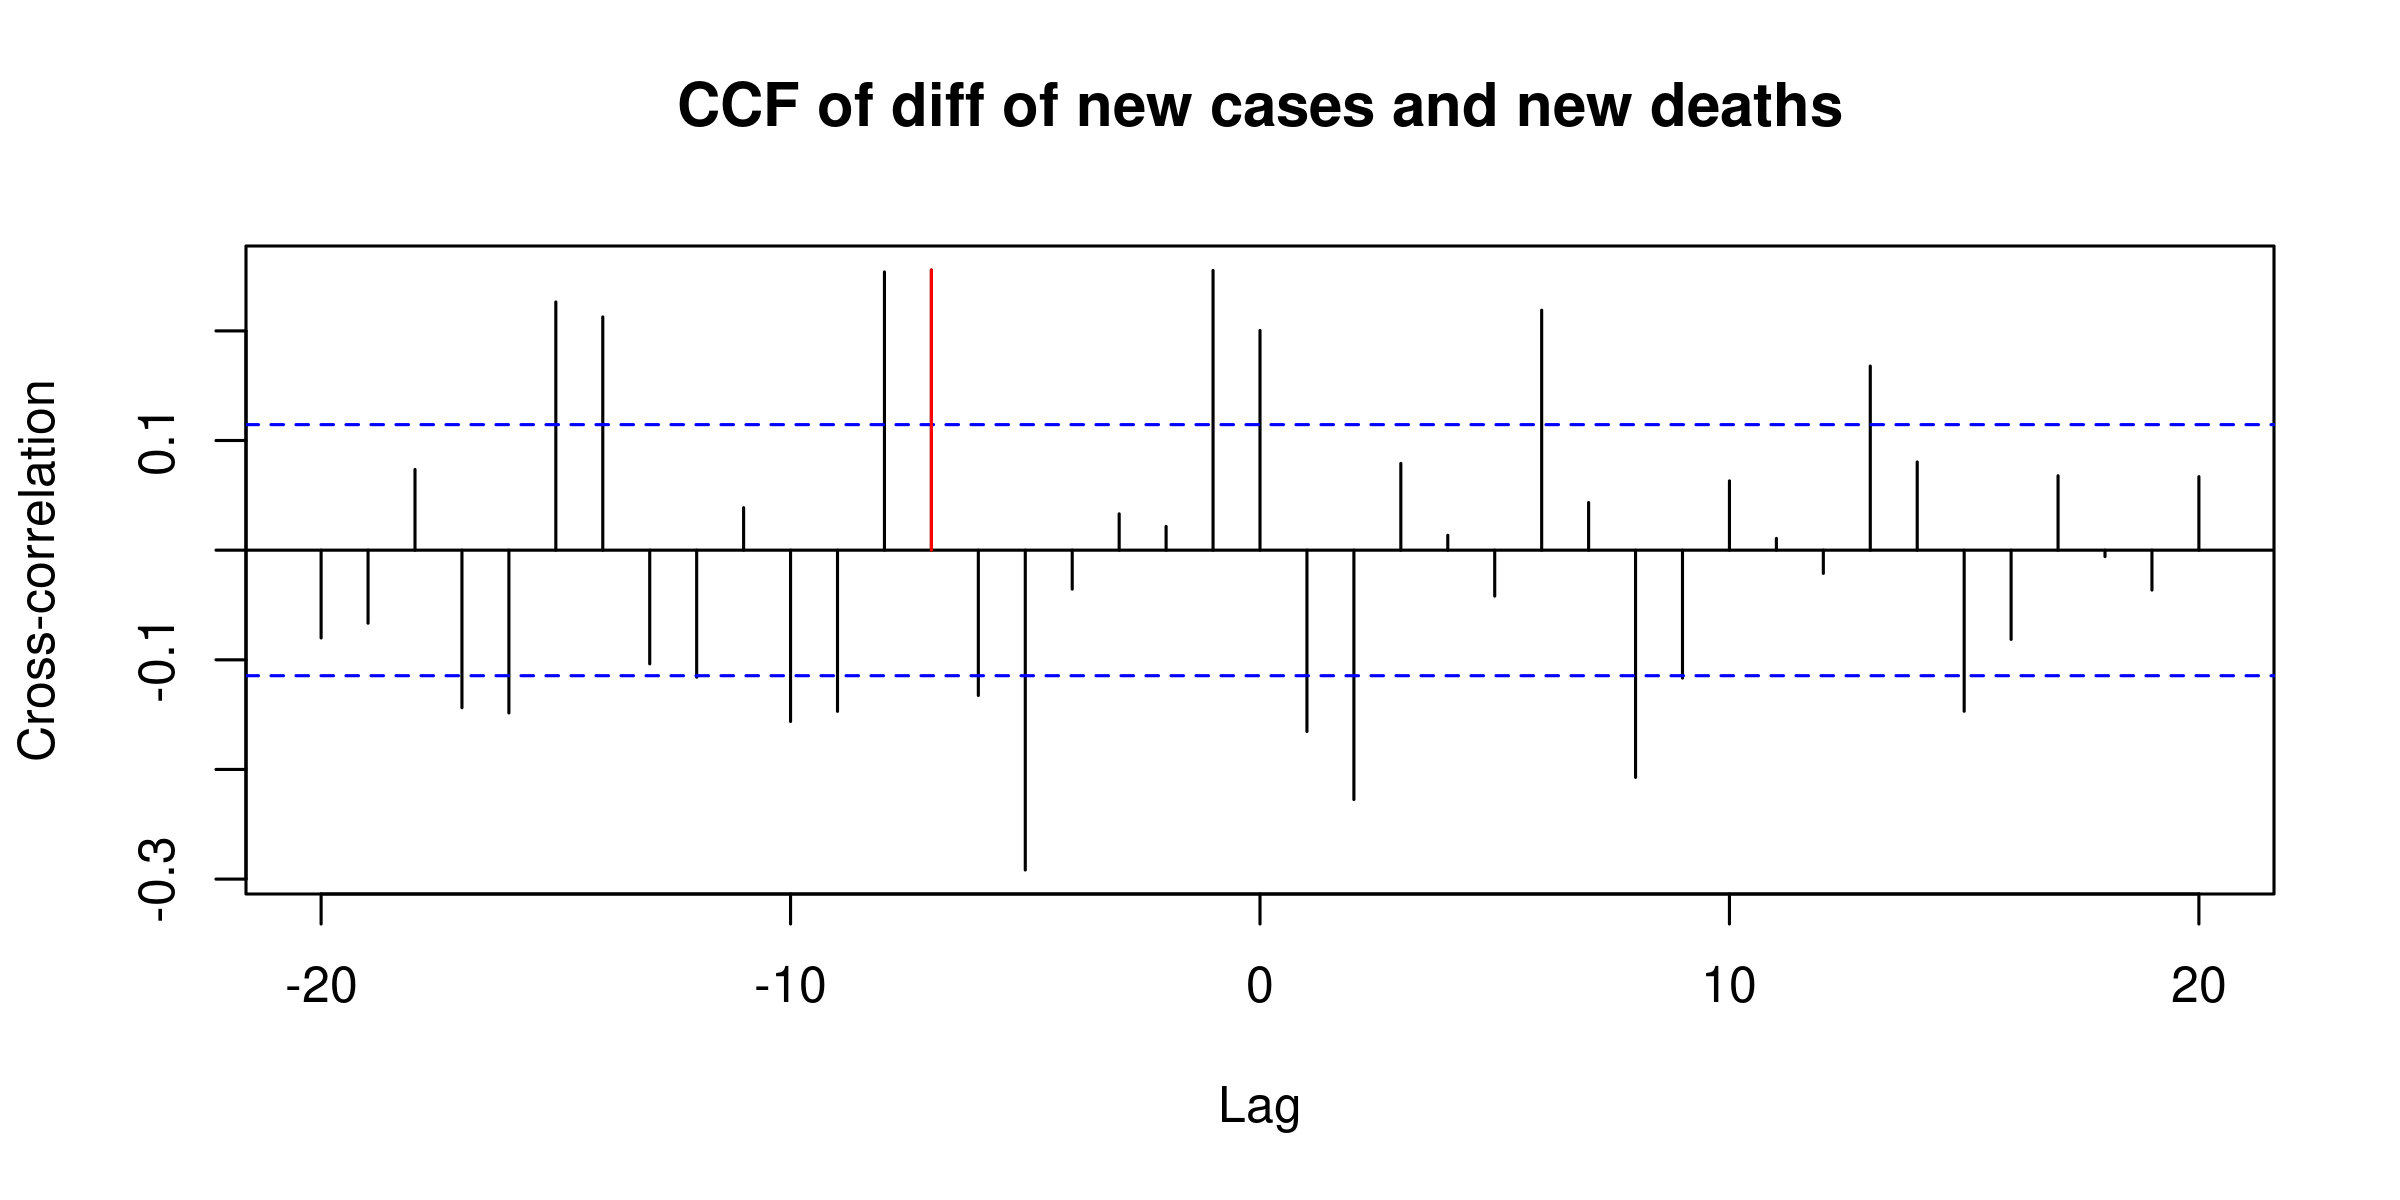 CCF of diff of new cases and new deaths
Cross-correlation
0.1
-0.1
-0.3
-20
-10
0
10
20
Lag